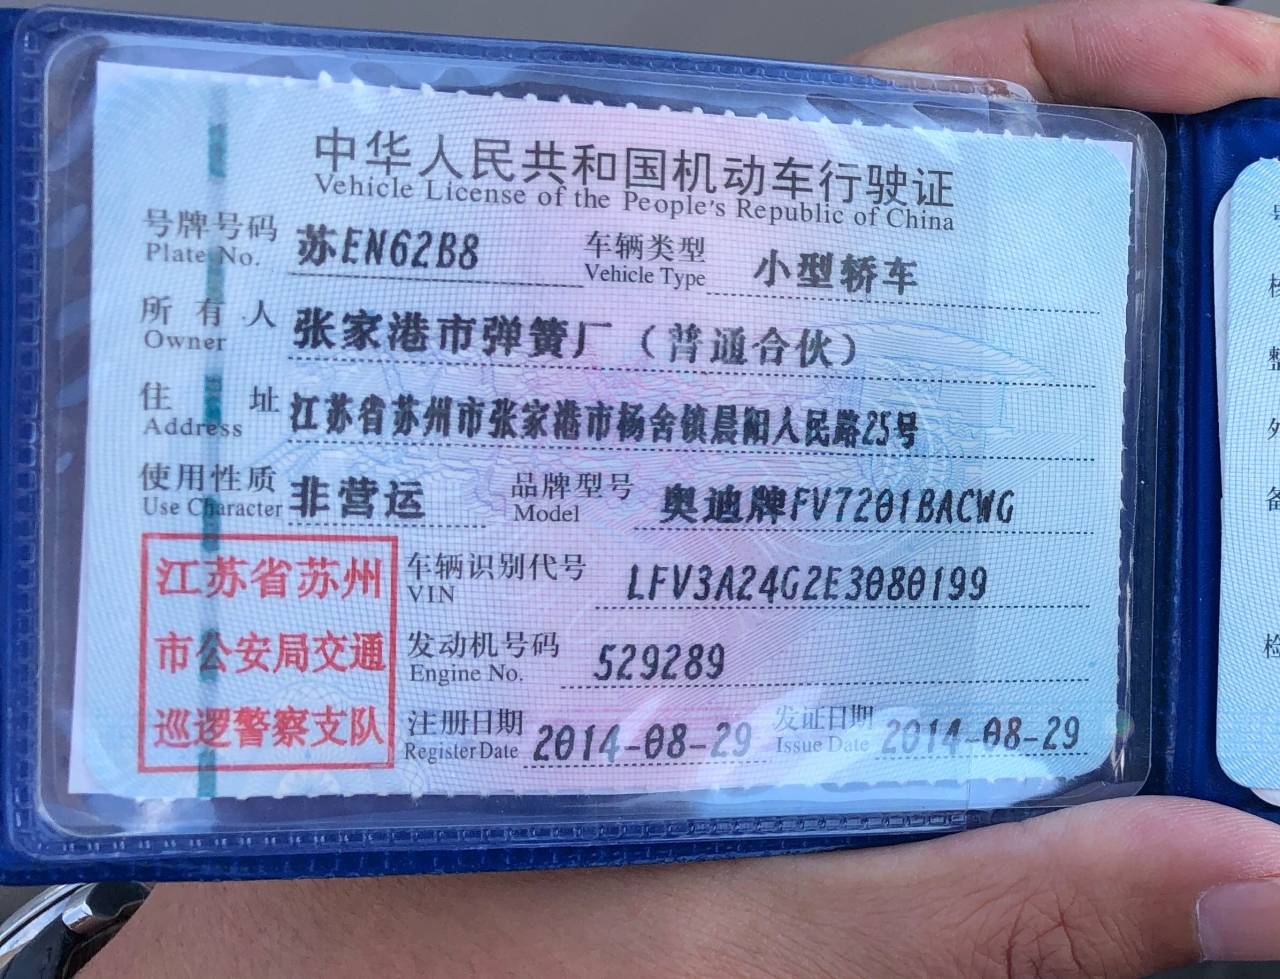 中华人民共和国机动车行驶证
Vehicle License of the People's Republic of China
号牌号码 苏EN62B8 车辆类型 小型轿车
Plate No. Vehicle Type
所有人 张家港市弹簧厂（普通合伙）
Owner
住址 江苏省苏州市张家港市杨舍镇晨阳人民路25号
Address
使用性质 非营运 品牌型号 奥迪牌FV7201BACWG
Use Character Model
江苏省苏州
市公安局交通
巡逻警察支队
车辆识别代号 LFV3A24G2E3080199
VIN
发动机号码 529289
Engine No.
注册日期 2014-08-29 发证日期 2014-08-29
Register Date Issue Date